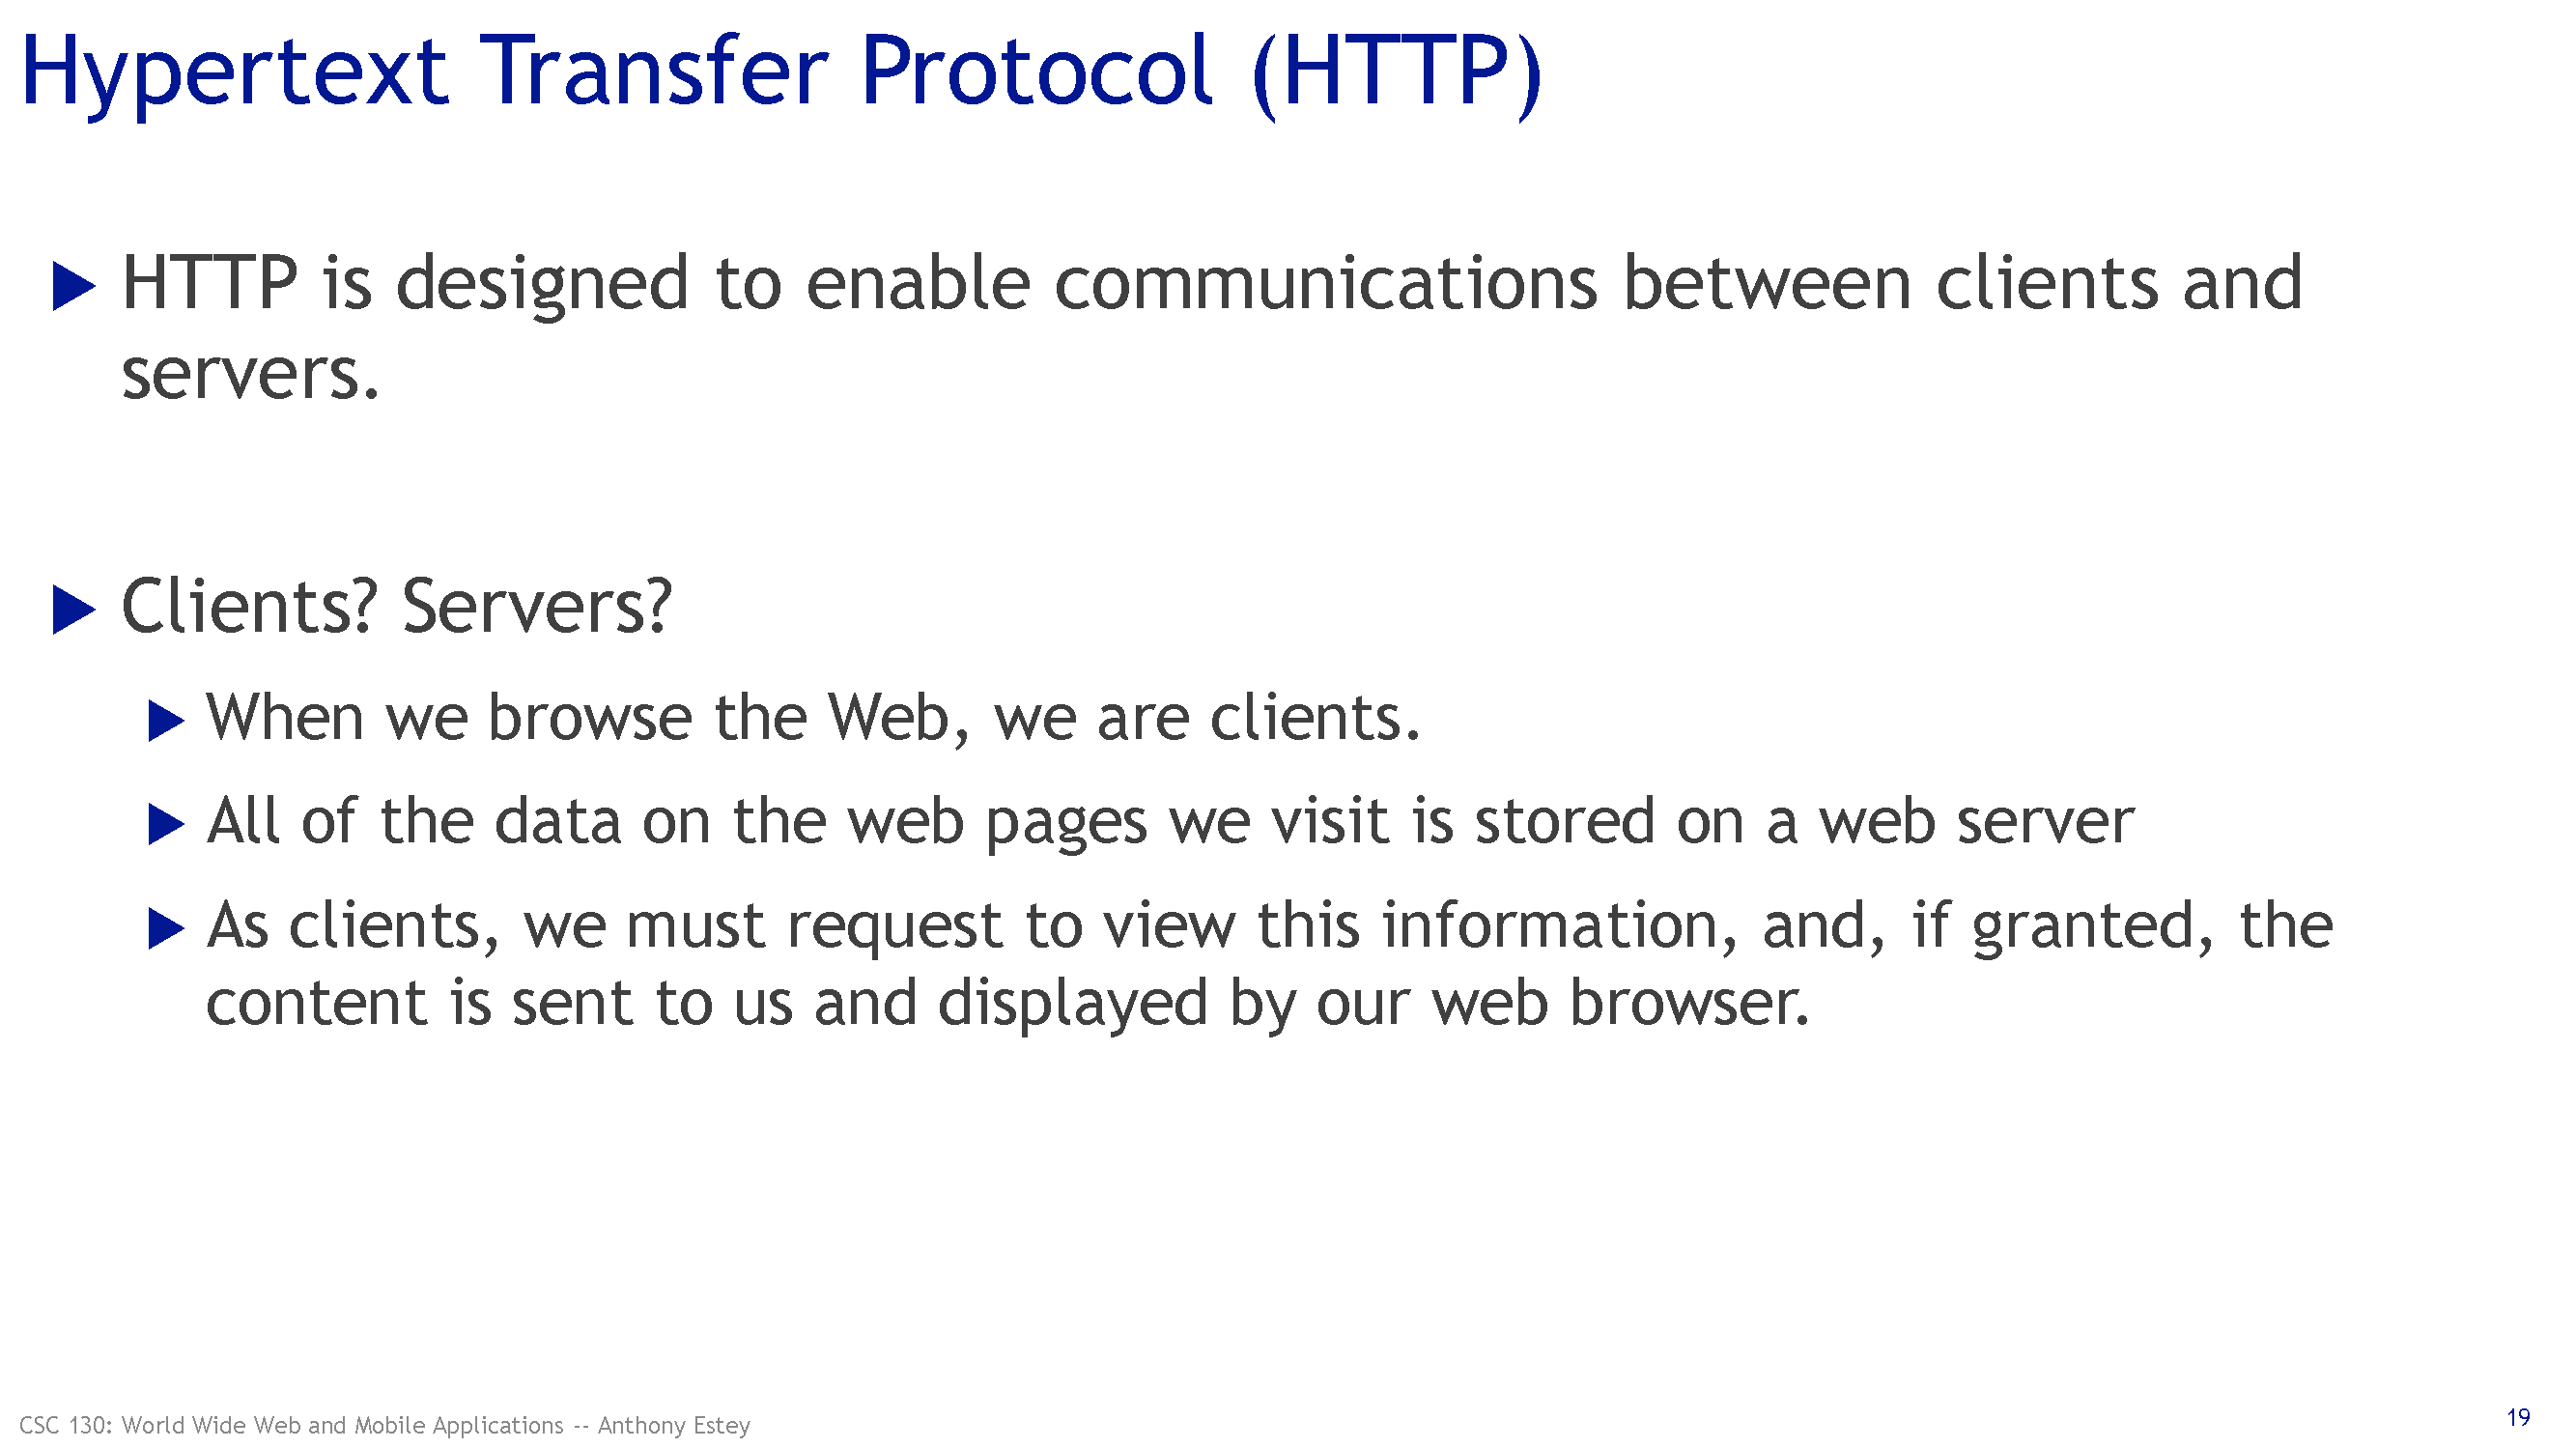 Hypertext Transfer Protocol (HTTP)
HTTP is designed to enable communications between clients and
servers.
Clients? Servers?
When we browse the Web, we are clients.
All of the data on the web pages we visit is stored on a web server
As clients, we must request to view this information, and, if granted, the
content is sent to us and displayed by our web browser.
CSC 130: World Wide Web and Mobile Applications -- Anthony Estey
19